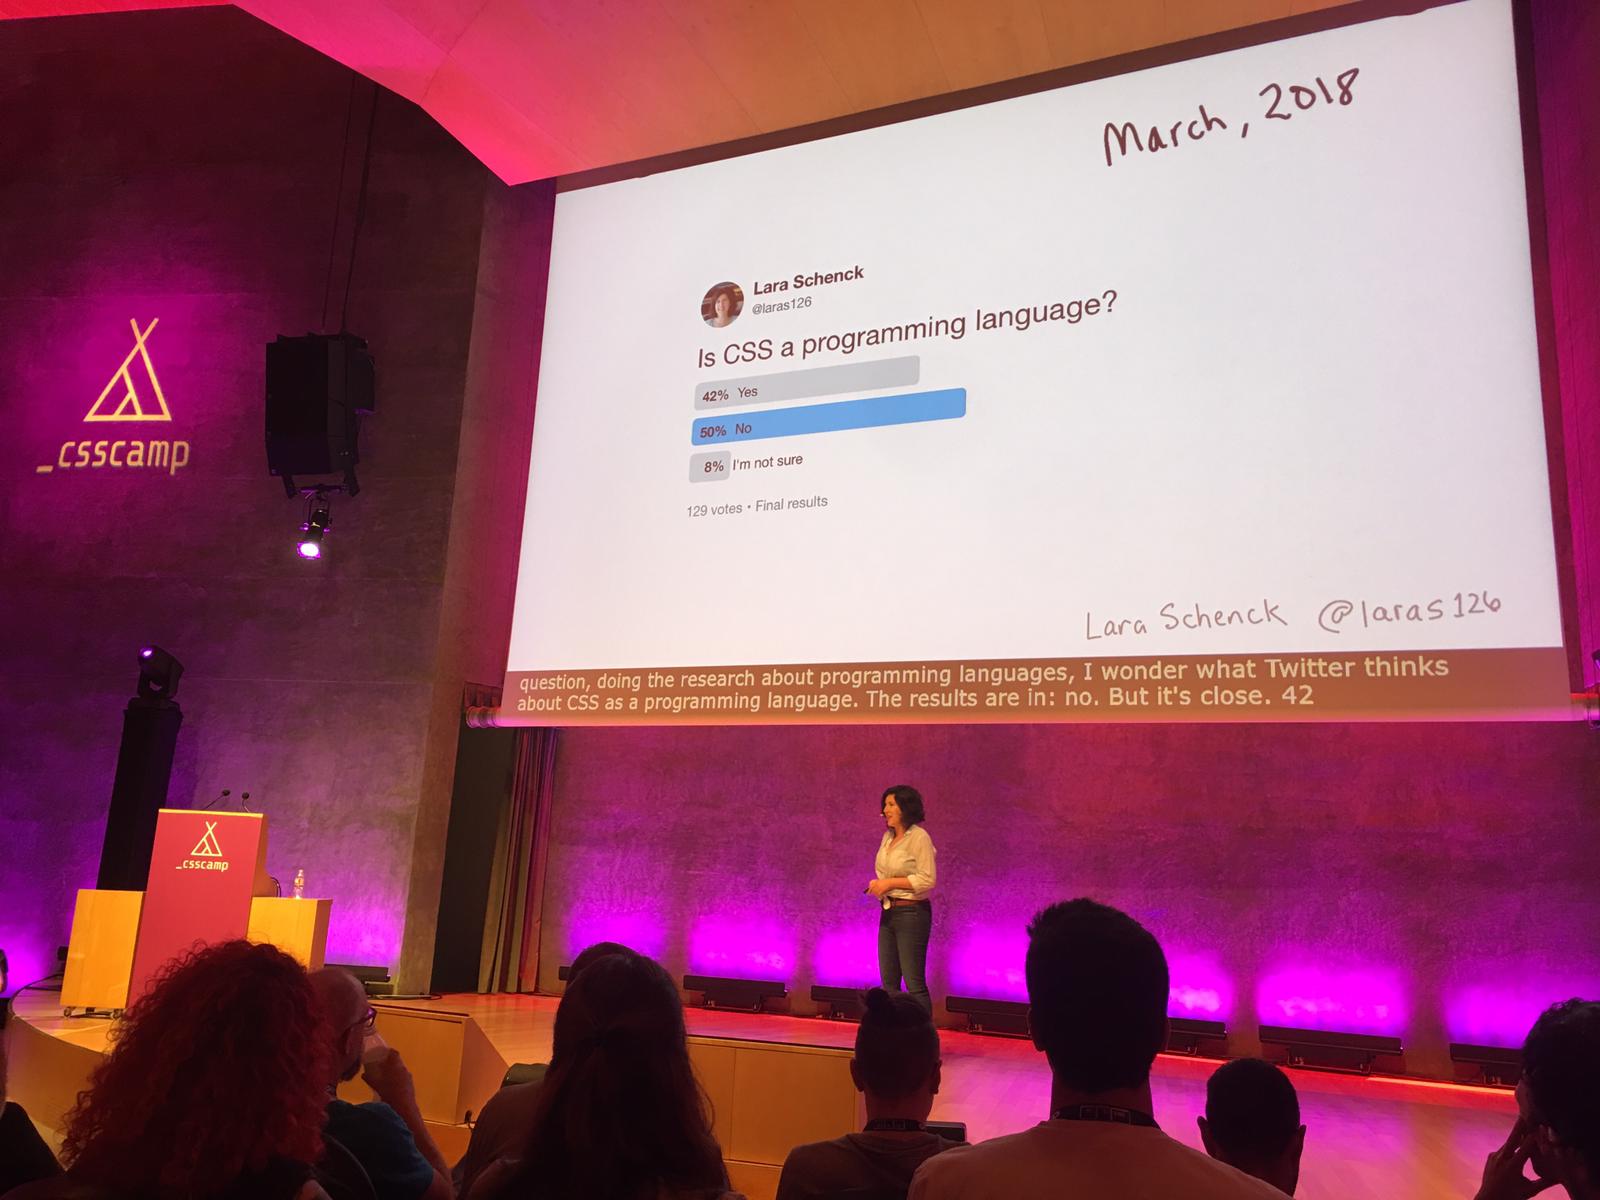 March, 2018
Lara Schenck
@laras126
Is CSS a programming language?
42% Yes
50% No
8% I'm not sure
129 votes • Final results
Lara Schenck @laras126
question, doing the research about programming languages, I wonder what Twitter thinks
about CSS as a programming language. The results are in: no. But it's close. 42
_csscamp
_csscamp